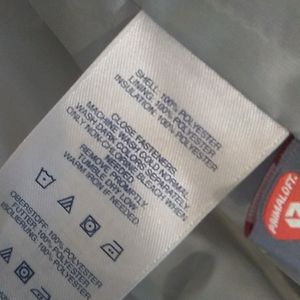 SHELL: 100% POLYESTER
LINING: 100% POLYESTER
INSULATION: 100% POLYESTER
CLOSE FASTENERS.
MACHINE WASH COLD NORMAL.
WASH DARK COLORS SEPARATELY.
ONLY NON-CHLORINE BLEACH WHEN
NEEDED.
REMOVE PROMPTLY.
TUMBLE DRY
WARM IRON IF NEEDED.
OBERSTOFF: 100% POLYESTER
FUTTER: 100% POLYESTER
ISOLIERUNG: 100% POLYESTER
PRIMALOFT